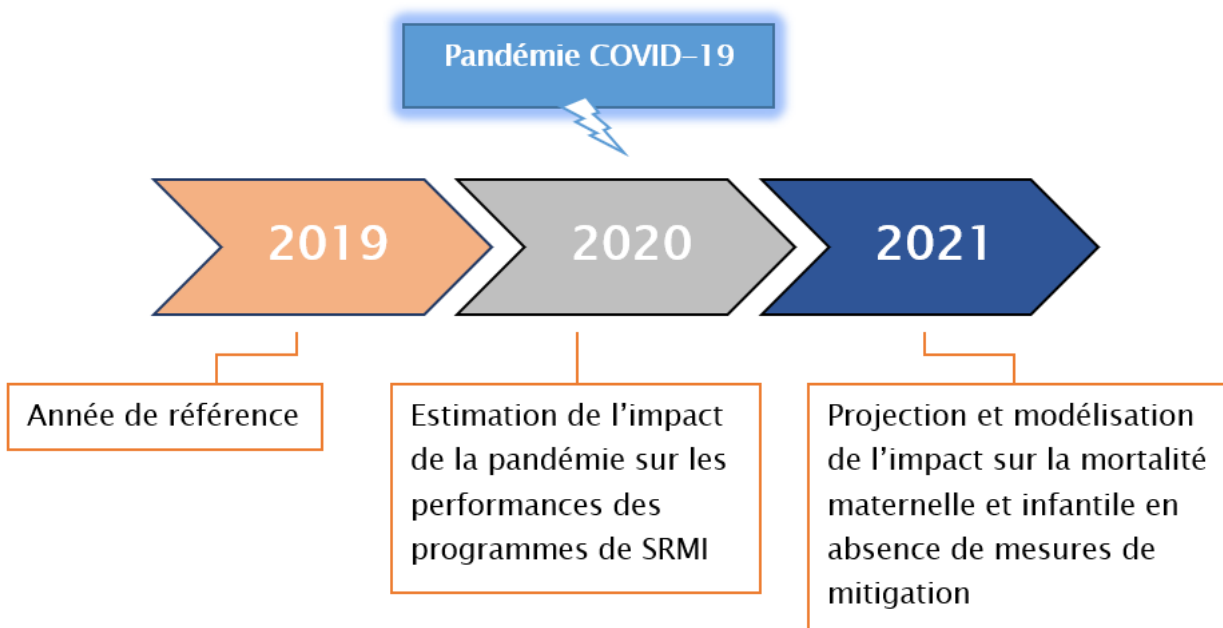 Pandémie COVID–19
2019
2020
2021
Année de référence
Estimation de l’impact
de la pandémie sur les
performances des
programmes de SRMI
Projection et modélisation
de l’impact sur la mortalité
maternelle et infantile en
absence de mesures de
mitigation